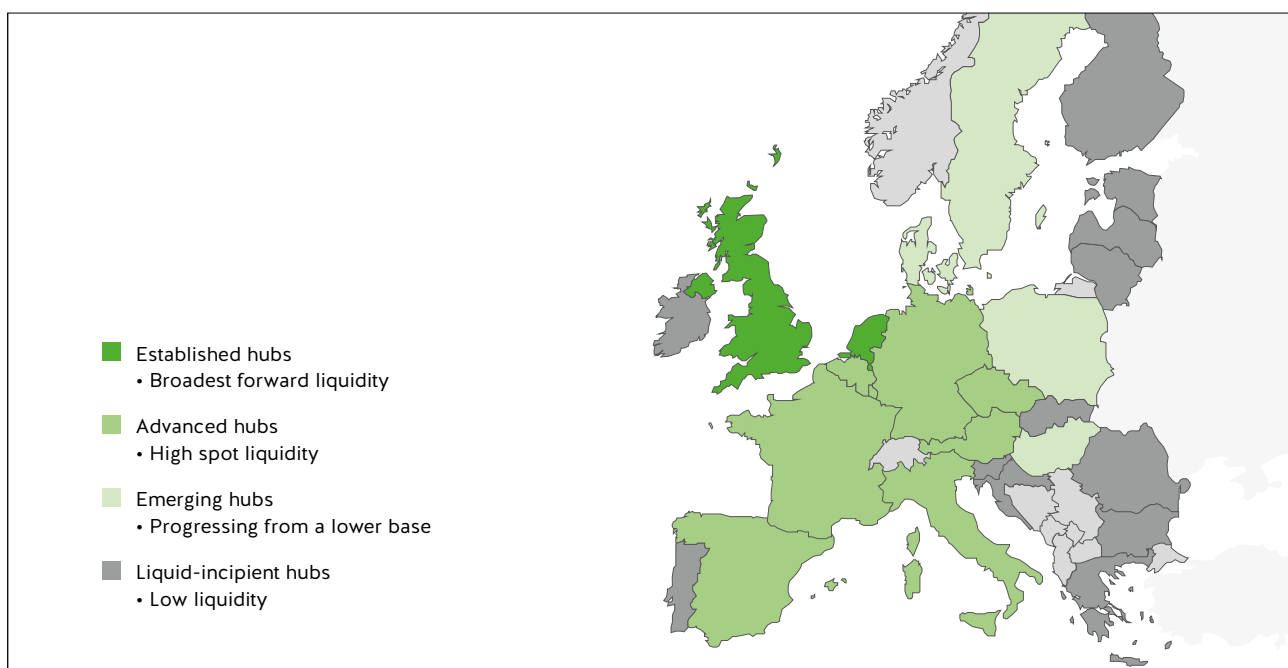 Established hubs
• Broadest forward liquidity
Advanced hubs
• High spot liquidity
Emerging hubs
• Progressing from a lower base
Liquid-incipient hubs
• Low liquidity